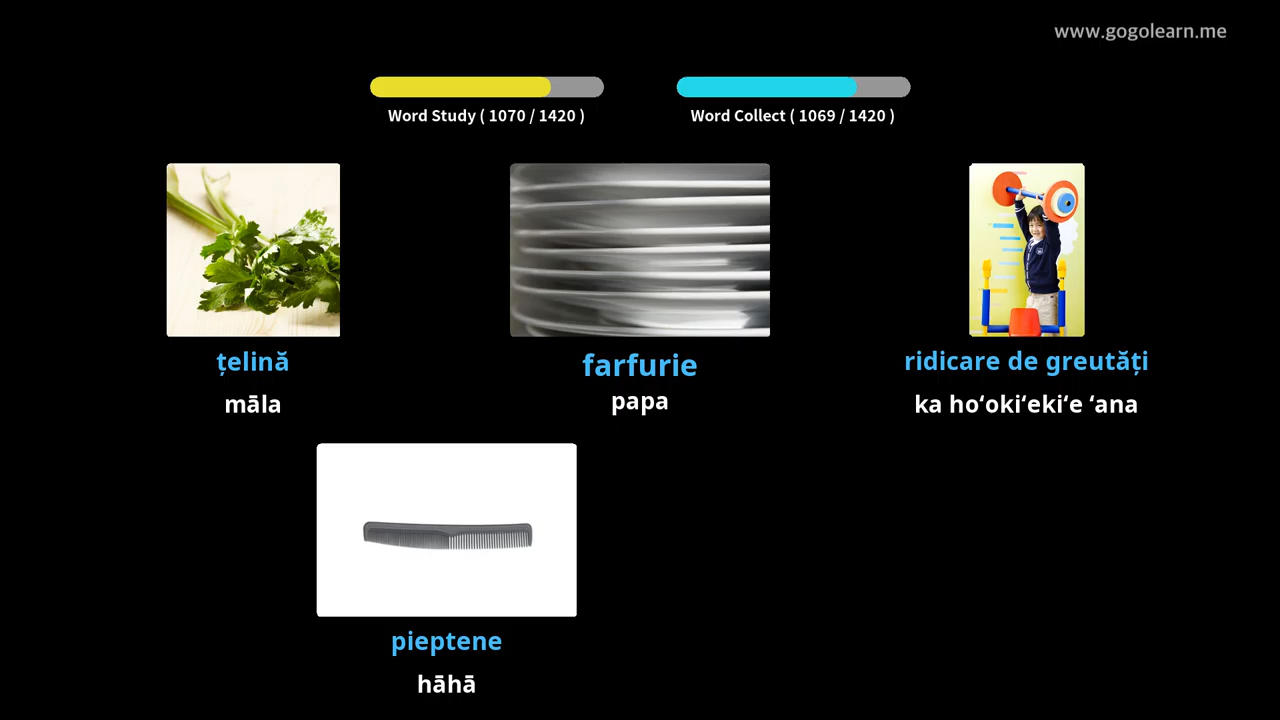 www.gogolearn.me
Word Study ( 1070 / 1420 )
Word Collect ( 1069 / 1420 )
țelină
māla
farfurie
papa
ridicare de greutăți
ka hoʻokiʻekiʻe ʻana
pieptene
hāhā